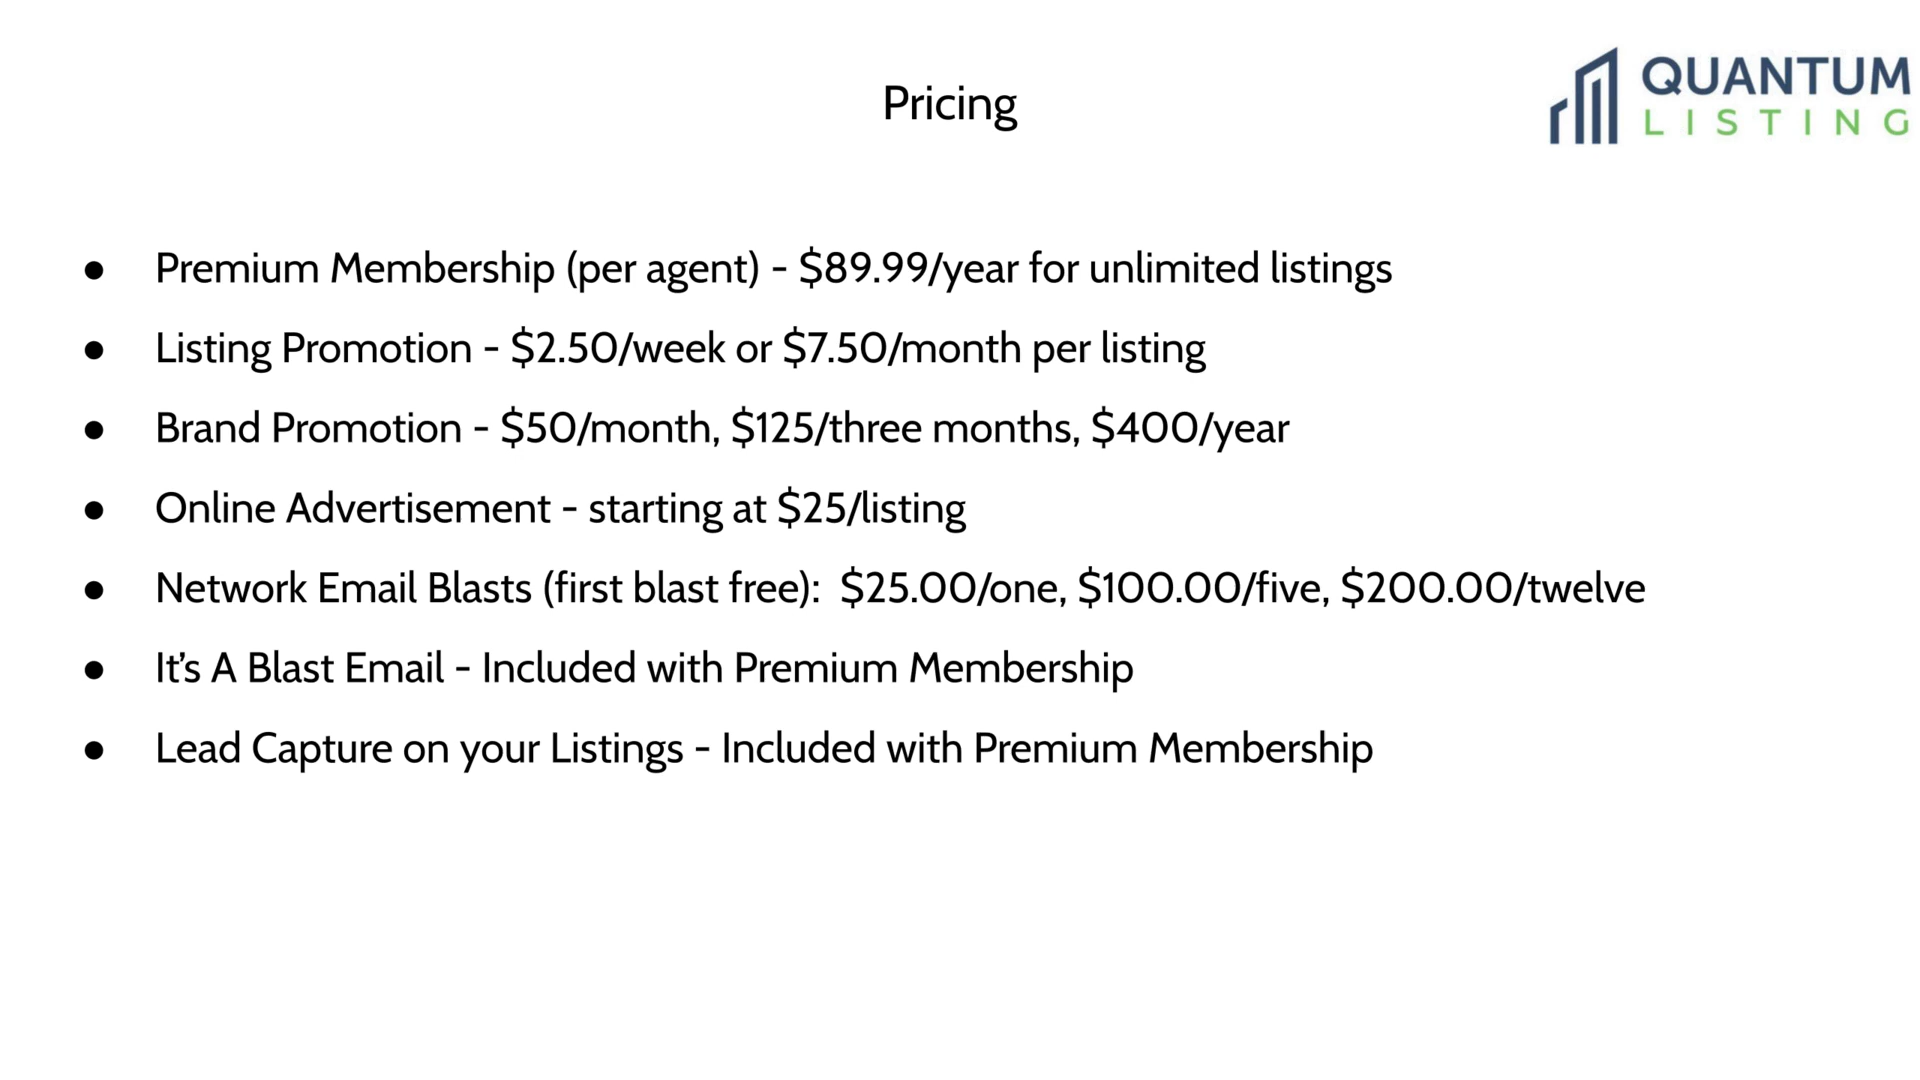 Pricing
QUANTUM
LISTING
● Premium Membership (per agent) - $89.99/year for unlimited listings
● Listing Promotion - $2.50/week or $7.50/month per listing
● Brand Promotion - $50/month, $125/three months, $400/year
● Online Advertisement - starting at $25/listing
● Network Email Blasts (first blast free):  $25.00/one, $100.00/five, $200.00/twelve
● It’s A Blast Email - Included with Premium Membership
● Lead Capture on your Listings - Included with Premium Membership